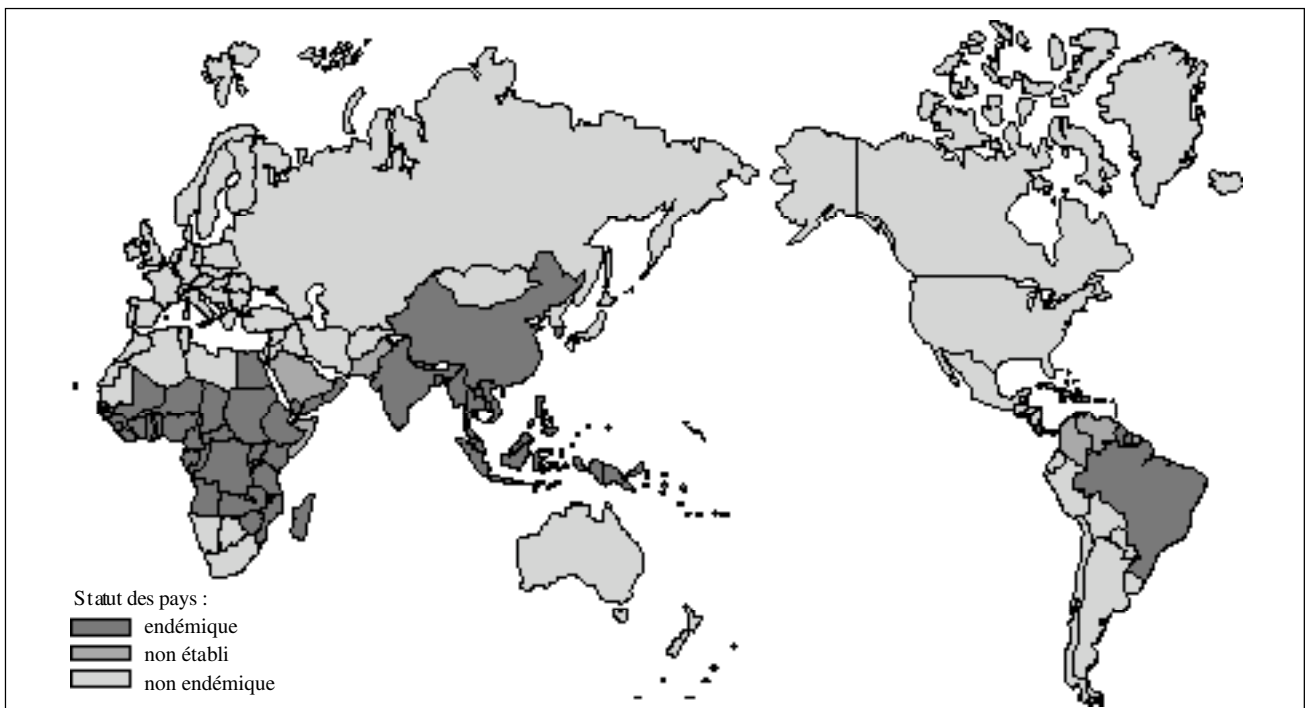 Statut des pays :
endémique
non établi
non endémique